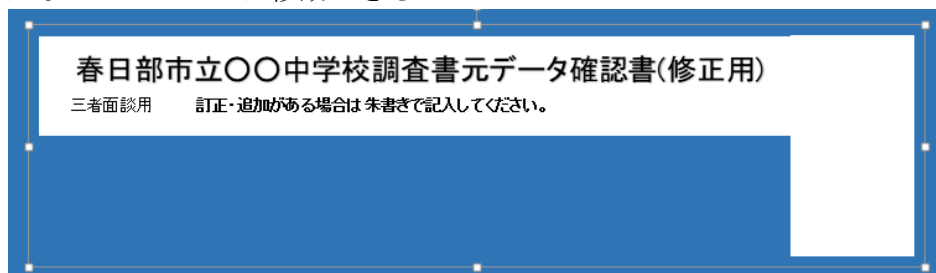 春日部市立〇〇中学校調査書元データ確認書(修正用)
三者面談用 訂正・追加がある場合は朱書きで記入してください。